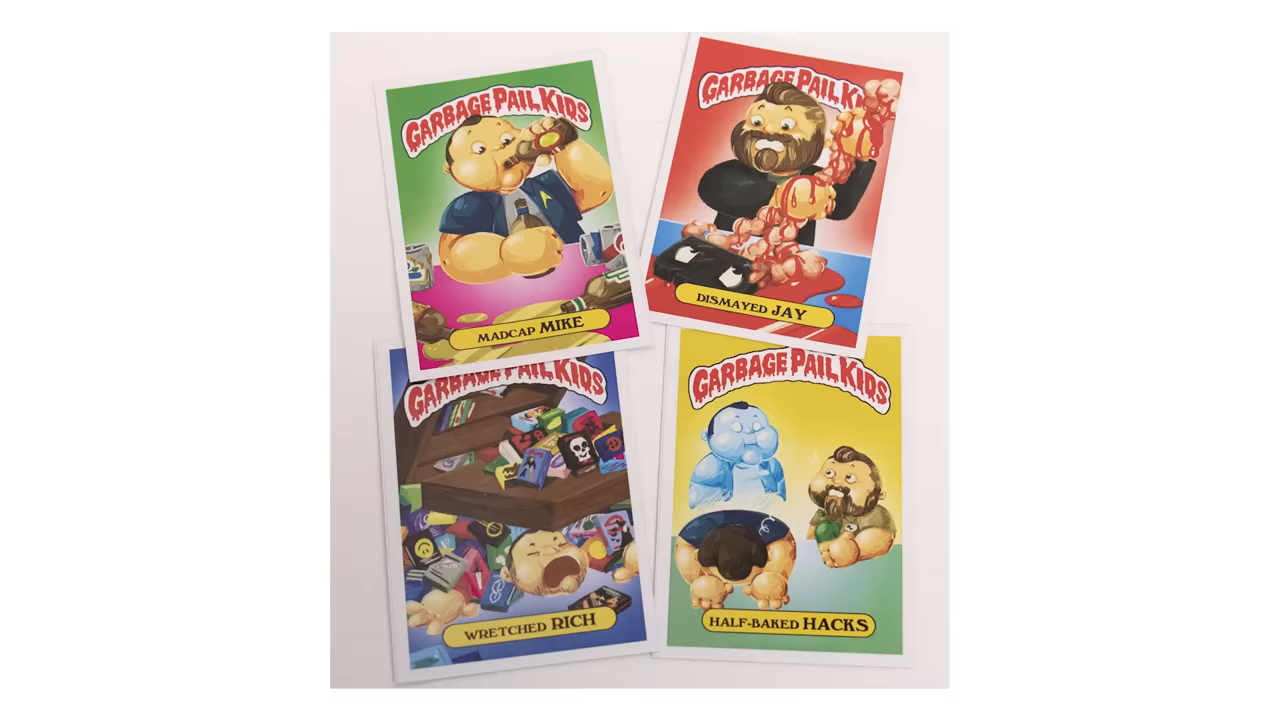 GARBAGE PAIL KIDS
MADCAP MIKE
GARBAGE PAIL KI
DISMAYED JAY
GARBAGE PAIL KIDS
WRETCHED RICH
GARBAGE PAIL KIDS
HALF-BAKED HACKS